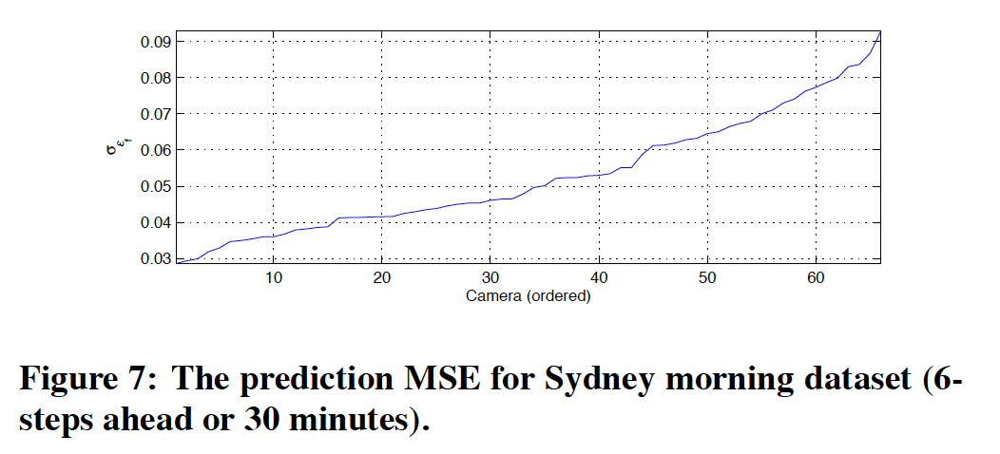 0.09
0.08
0.07
0.06
0.05
0.04
0.03
σεf
10 20 30 40 50 60
Camera (ordered)
Figure 7: The prediction MSE for Sydney morning dataset (6-
steps ahead or 30 minutes).